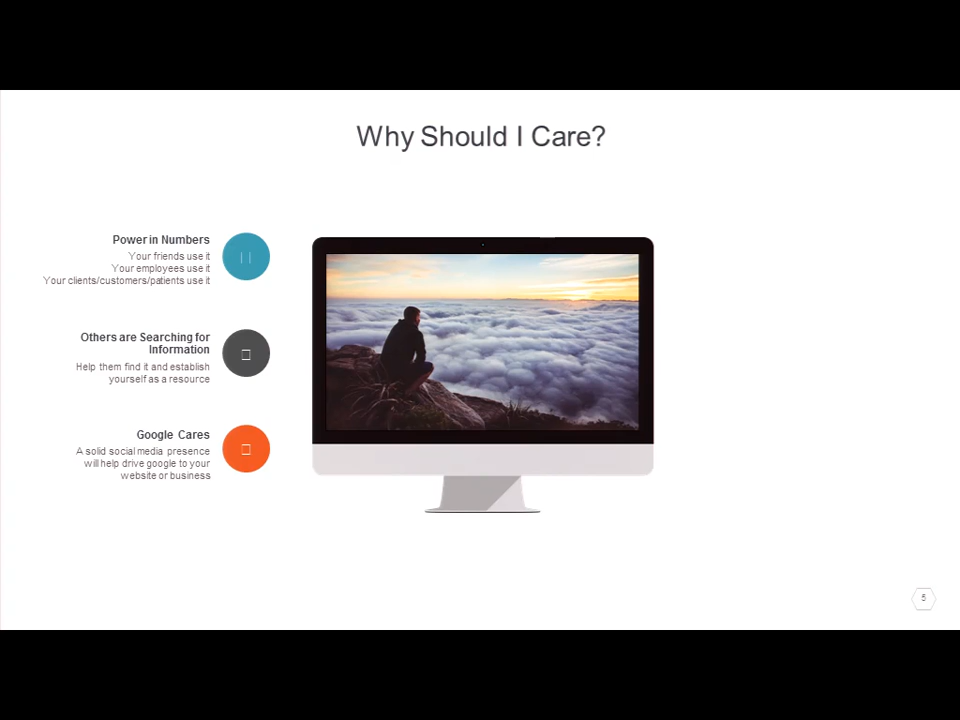 Why Should I Care?
Power in Numbers
Your friends use it
Your employees use it
Your clients/customers/patients use it
Others are Searching for
Information
Help them find it and establish
yourself as a resource
Google Cares
A solid social media presence
will help drive google to your
website or business
5